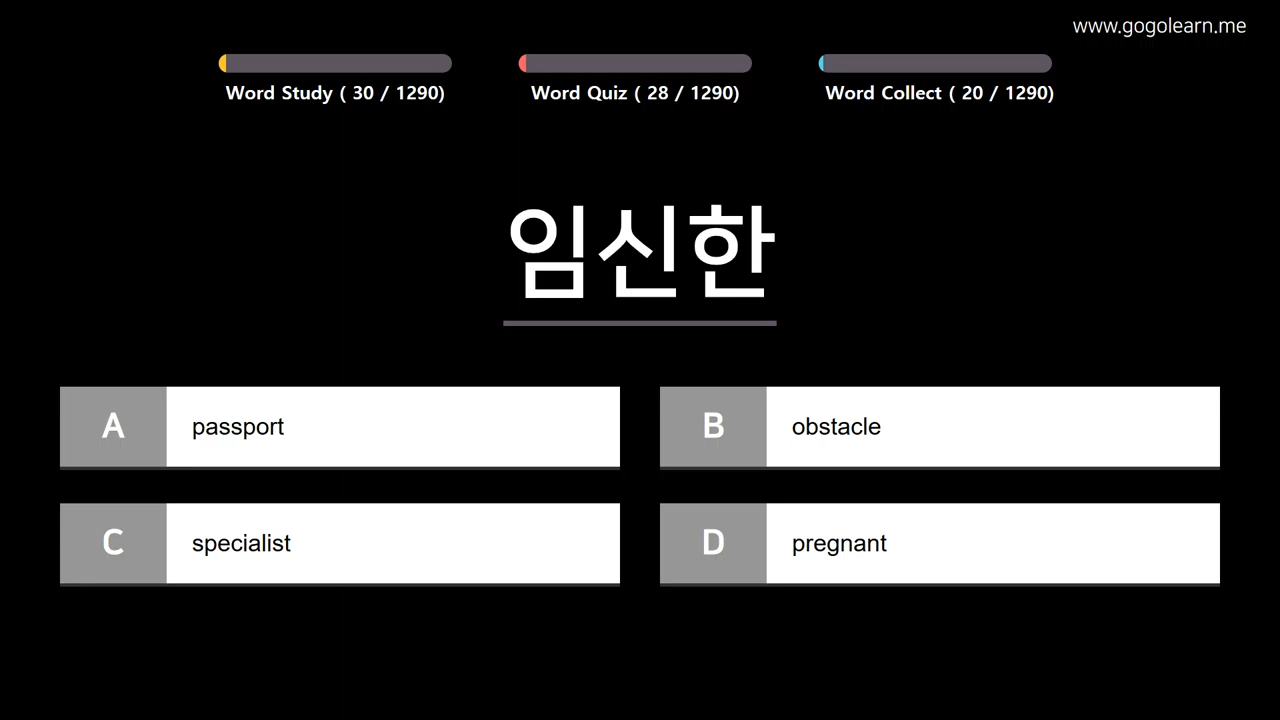 www.gogolearn.me
Word Study ( 30 / 1290)
Word Quiz ( 28 / 1290)
Word Collect ( 20 / 1290)
임신한
A passport
B obstacle
C specialist
D pregnant